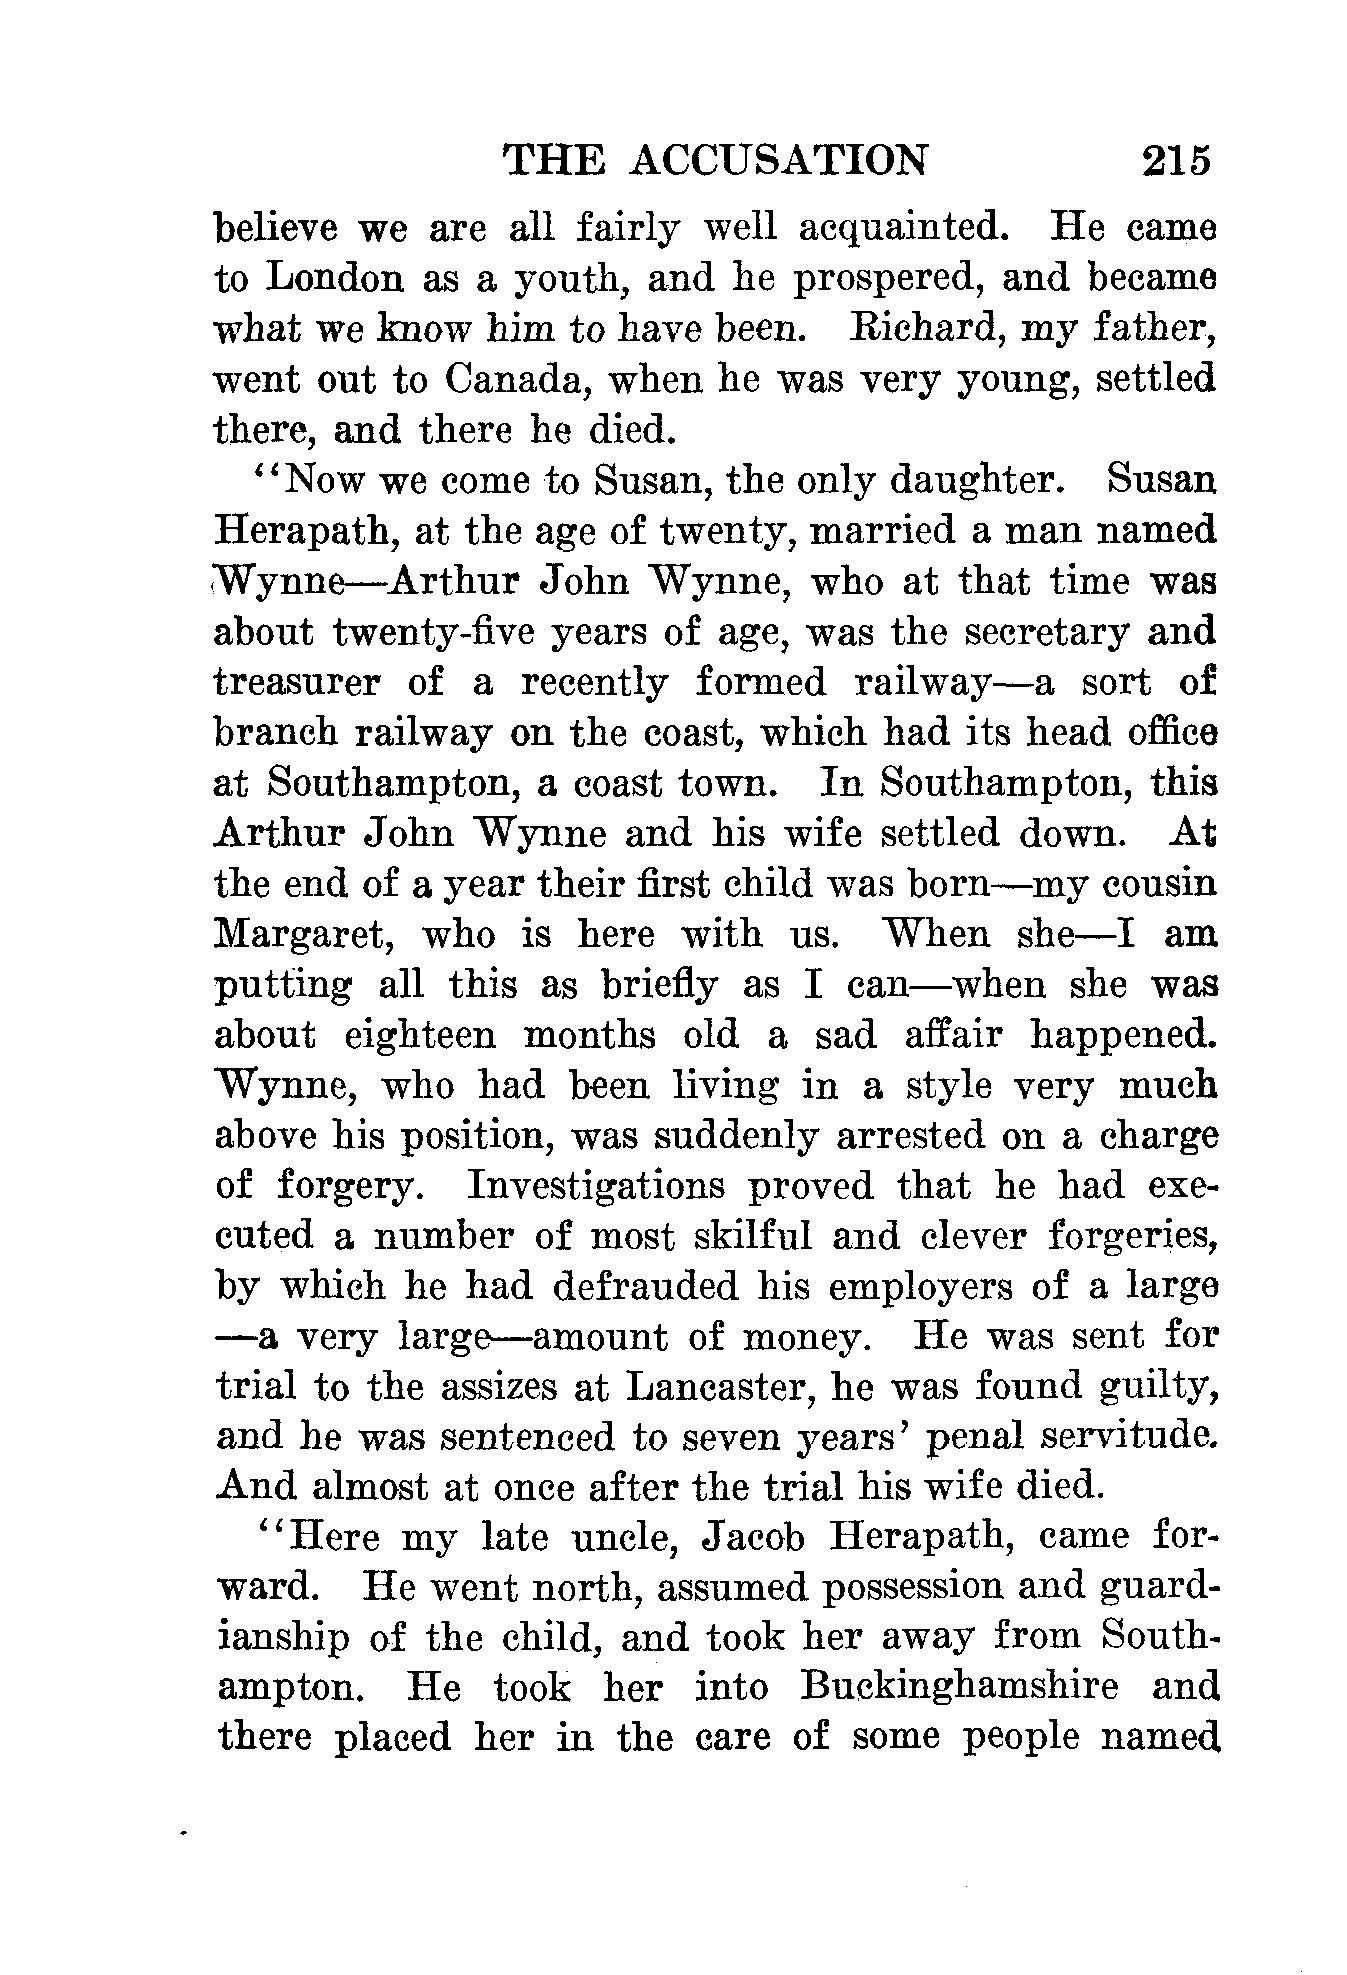 THE ACCUSATION 215
believe we are all fairly well acquainted. He came
to London as a youth, and he prospered, and became
what we know him to have been. Richard, my father,
went out to Canada, when he was very young, settled
there, and there he died.
“Now we come to Susan, the only daughter. Susan
Herapath, at the age of twenty, married a man named
Wynne—Arthur John Wynne, who at that time was
about twenty-five years of age, was the secretary and
treasurer of a recently formed railway—a sort of
branch railway on the coast, which had its head office
at Southampton, a coast town. In Southampton, this
Arthur John Wynne and his wife settled down. At
the end of a year their first child was born—my cousin
Margaret, who is here with us. When she—I am
putting all this as briefly as I can—when she was
about eighteen months old a sad affair happened.
Wynne, who had been living in a style very much
above his position, was suddenly arrested on a charge
of forgery. Investigations proved that he had exe-
cuted a number of most skilful and clever forgeries,
by which he had defrauded his employers of a large
—a very large—amount of money. He was sent for
trial to the assizes at Lancaster, he was found guilty,
and he was sentenced to seven years’ penal servitude.
And almost at once after the trial his wife died.
“Here my late uncle, Jacob Herapath, came for-
ward. He went north, assumed possession and guard-
ianship of the child, and took her away from South-
ampton. He took her into Buckinghamshire and
there placed her in the care of some people named